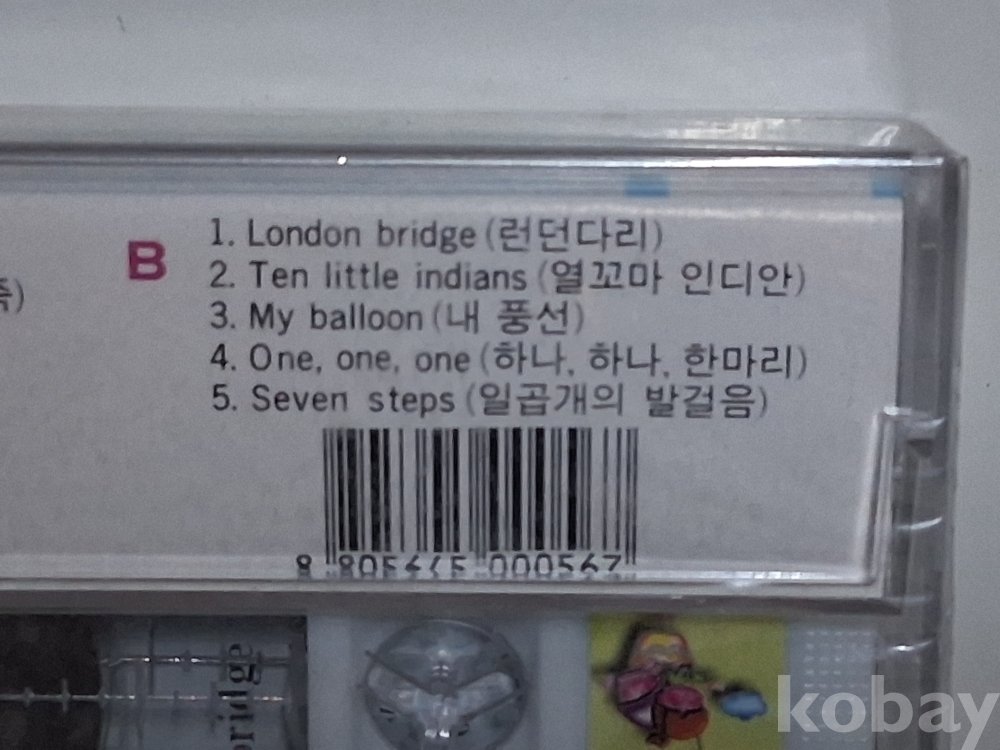 B
1. London bridge (런던다리)
2. Ten little indians (열꼬마 인디안)
3. My balloon (내 풍선)
4. One, one, one (하나, 하나, 한마리)
5. Seven steps (일곱개의 발걸음)
8 805645 000567
kobay